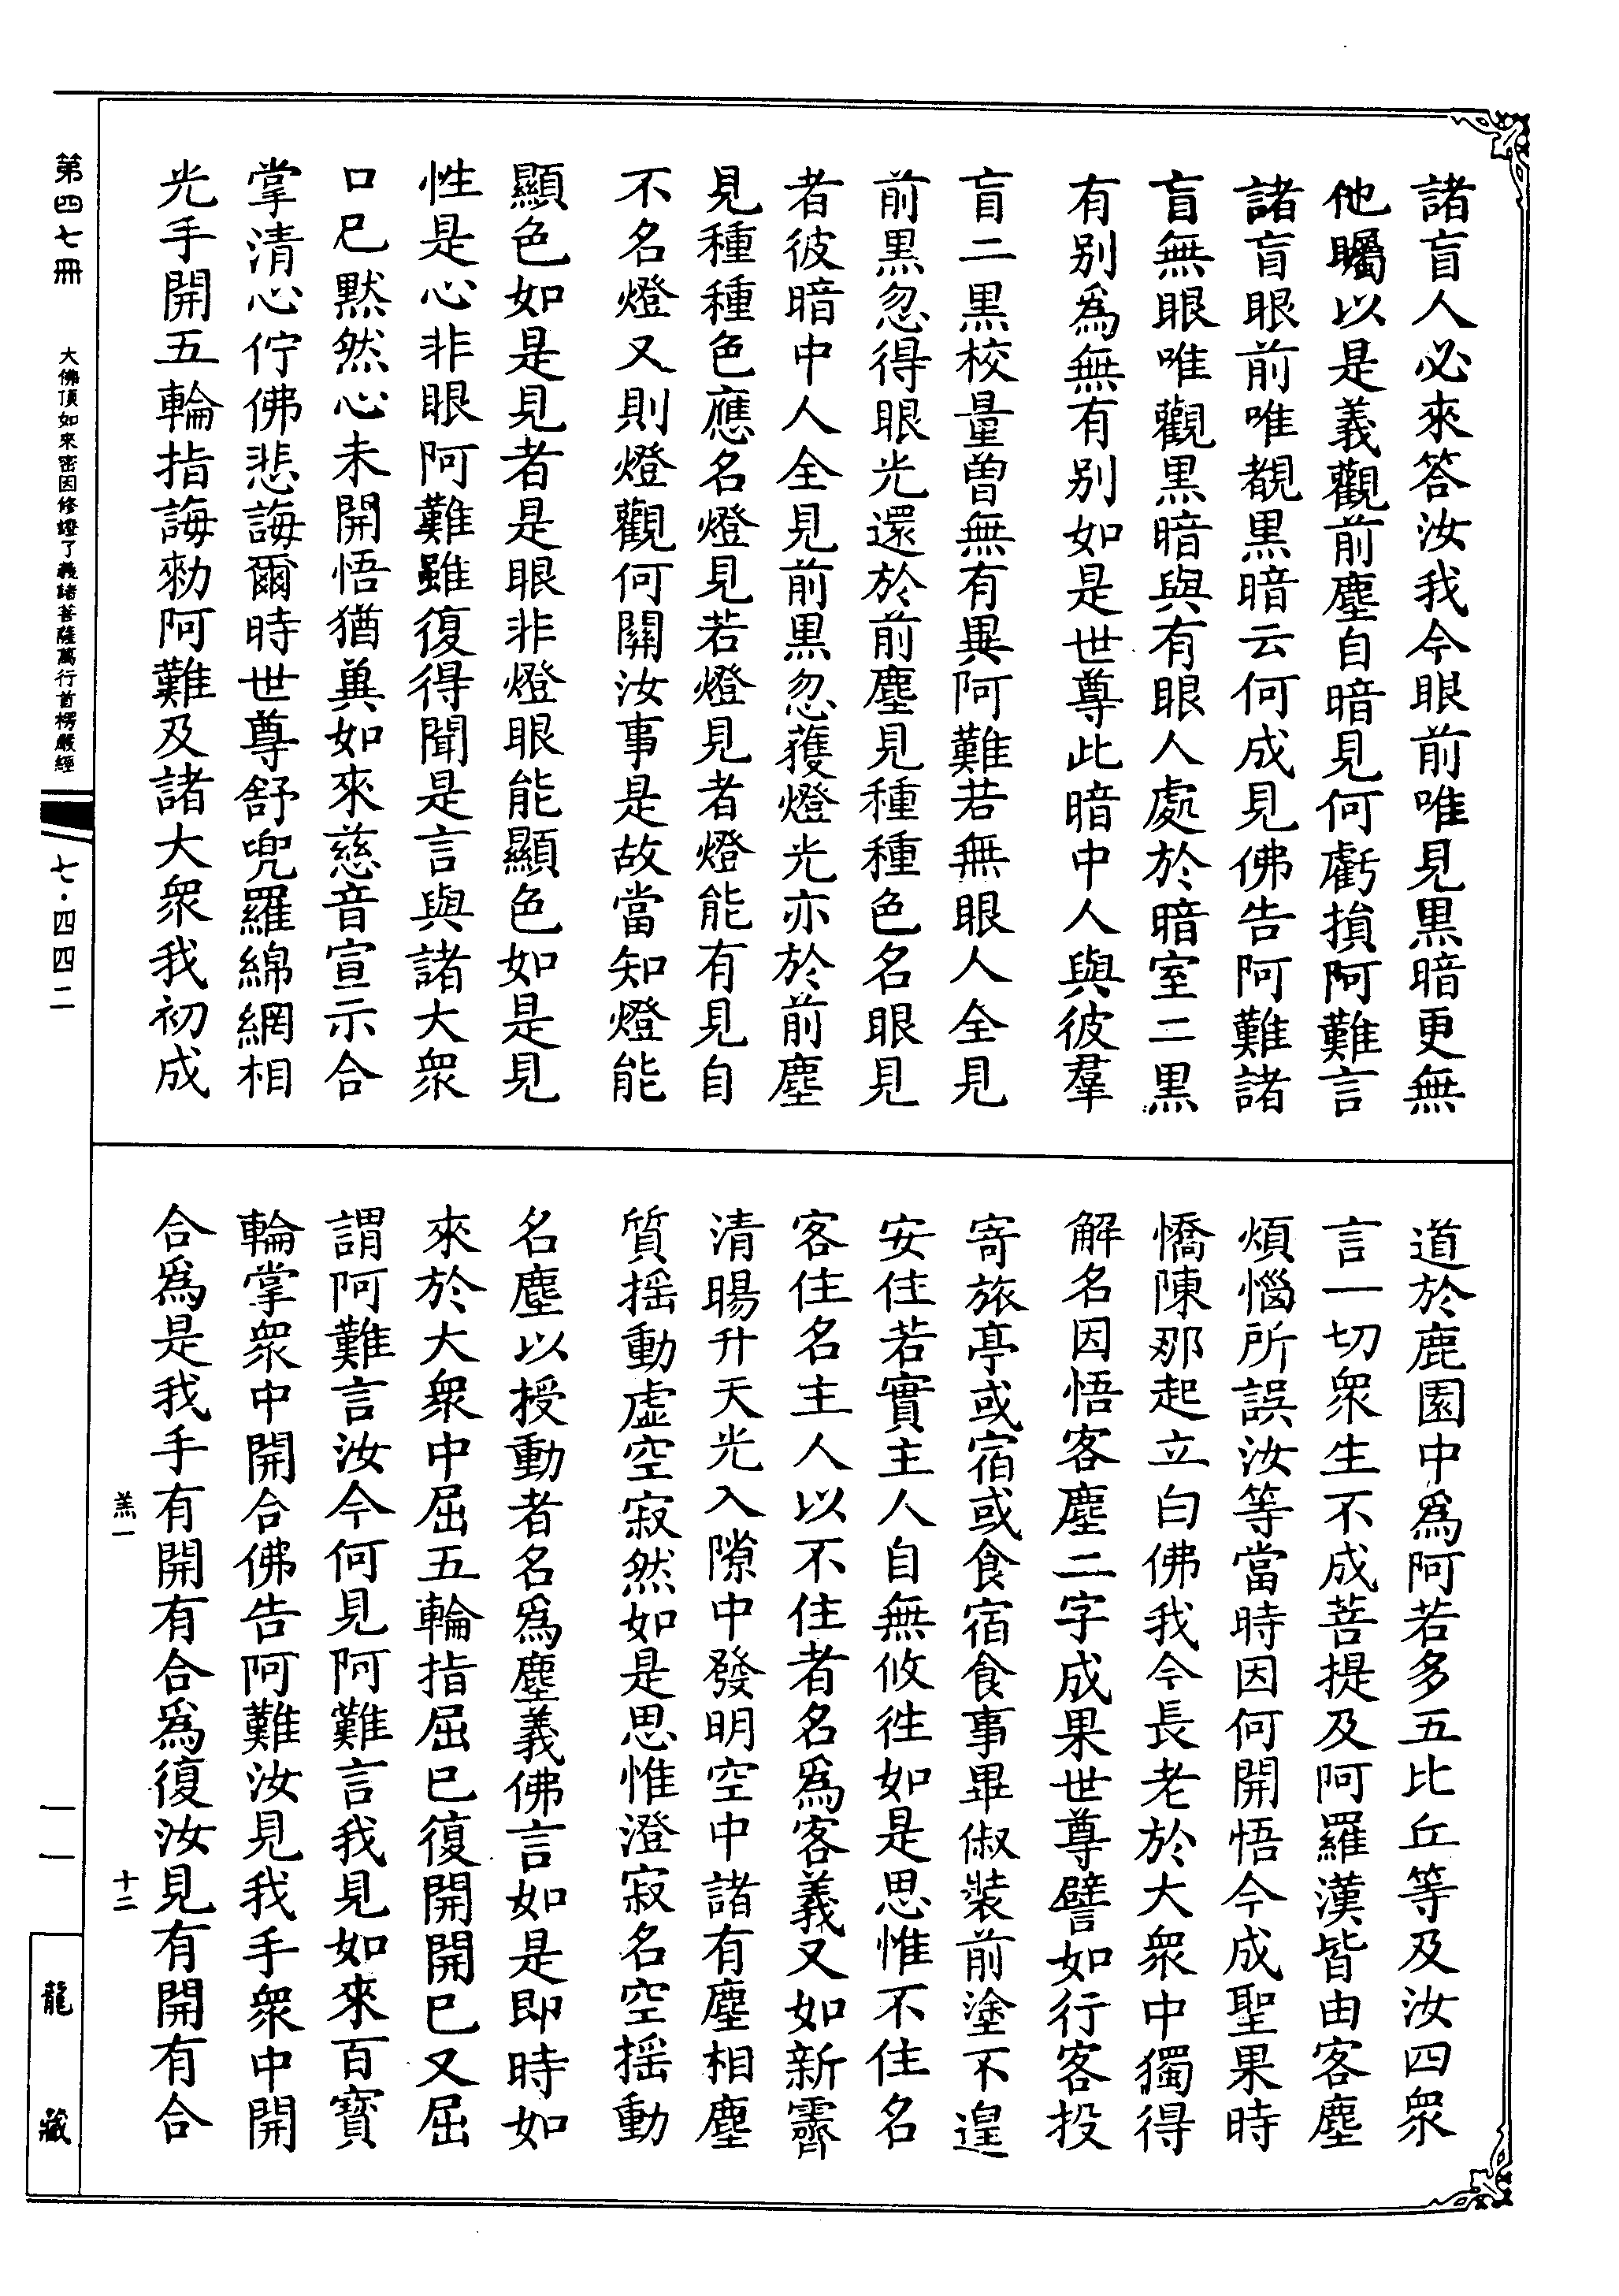 諸盲人必來答汝我今眼前唯見黒暗更無
他矚以是義觀前塵自暗見何虧損阿難言
諸盲眼前唯覩黒暗云何成見佛告阿難諸
盲無眼唯觀黒暗與有眼人處於暗室二黒
有别爲無有别如是世尊此暗中人與彼羣
盲二黒校量曽無有異阿難若無眼人全見
前黒忽得眼光還於前塵見種種色名眼見
者彼暗中人全見前黒忽獲燈光亦於前塵
見種種色應名燈見若燈見者燈能有見自
不名燈又則燈觀何關汝事是故當知燈能
顯色如是見者是眼非燈眼能顯色如是見
性是心非眼阿難雖復得聞是言與諸大衆
口已黙然心未開悟猶兾如來慈音宣示合
掌清心佇佛悲誨爾時世尊舒兜羅綿網相
光手開五輪指誨勑阿難及諸大衆我初成
道於鹿園中爲阿若多五比丘等及汝四衆
言一切衆生不成菩提及阿羅漢皆由客塵
煩惱所誤汝等當時因何開悟今成聖果時
憍陳那起立白佛我今長老於大衆中獨得
解名因悟客塵二字成果世尊譬如行客投
寄旅亭或宿或食食宿事畢俶裝前塗不遑
安住若實主人自無攸徃如是思惟不住名
客住名主人以不住者名爲客義又如新霽
清暘升天光入隙中發明空中諸有塵相塵
質揺動虚空寂然如是思惟澄寂名空揺動
名塵以授動者名爲塵義佛言如是即時如
來於大衆中屈五輪指屈已復開開已又屈
謂阿難言汝今何見阿難言我見如來百寳
輪掌衆中開合佛告阿難汝見我手衆中開
合爲是我手有開有合爲復汝見有開有合
羔一
十二
第四七冊
大佛頂如來密因修證了義諸菩薩萬行首楞嚴經
七·四四二
一一
龍藏